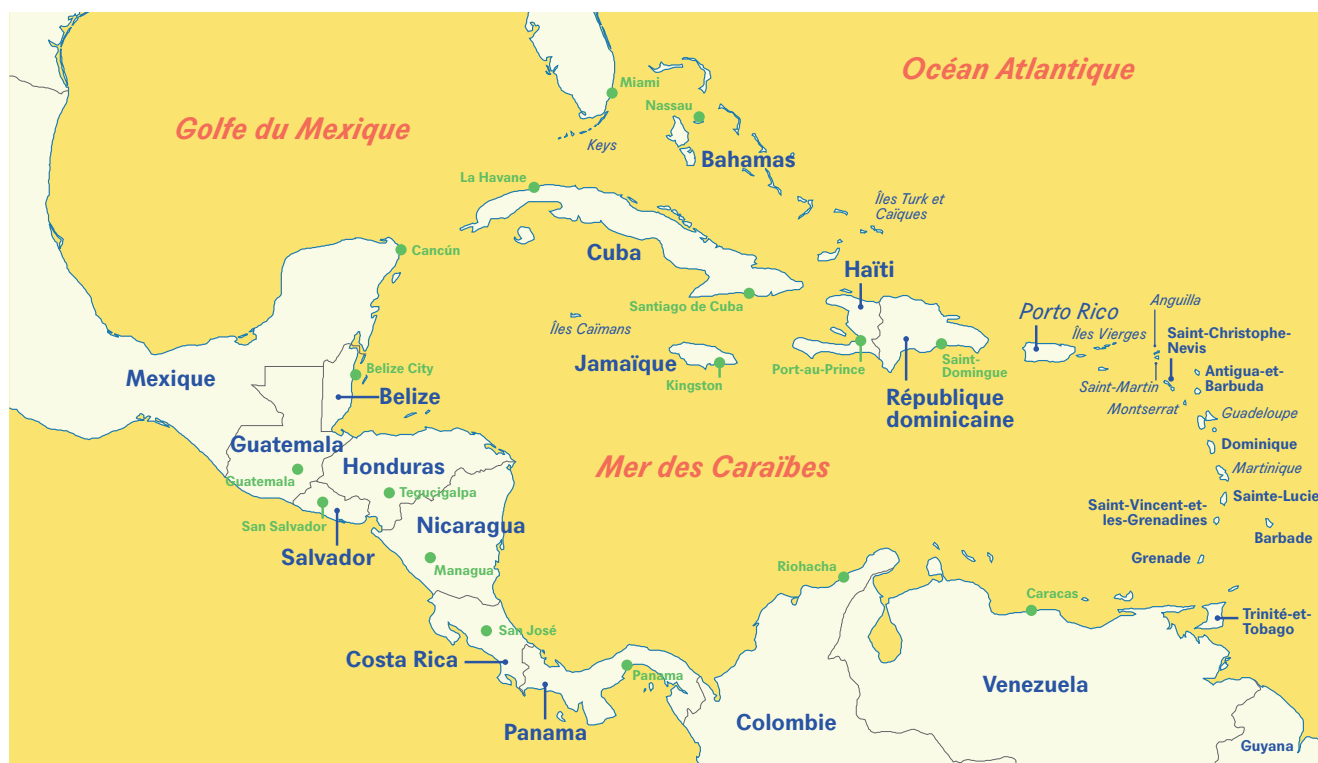 Océan Atlantique
Miami
Nassau
Golfe du Mexique
Keys
Bahamas
La Havane
Îles Turk et
Caïques
Cancún
Cuba
Haïti
Santiago de Cuba
Îles Caïmans
Porto Rico
Anguilla
Îles Vierges
Saint-Christophe-
Nevis
Jamaïque
Kingston
Port-au-Prince
Saint-
Domingue
Mexique
Belize City
Belize
Saint-Martin
Antigua-et-
Barbuda
République
dominicaine
Montserrat
Guadeloupe
Guatemala
Dominique
Honduras
Mer des Caraïbes
Martinique
Guatemala
Teguçigalpa
Sainte-Lucie
San Salvador
Nicaragua
Saint-Vincent-et-
les-Grenadines
Barbade
Salvador
Managua
Riohacha
Grenade
Caracas
Trinité-et-
Tobago
San José
Costa Rica
Panama
Venezuela
Panama
Colombie
Guyana